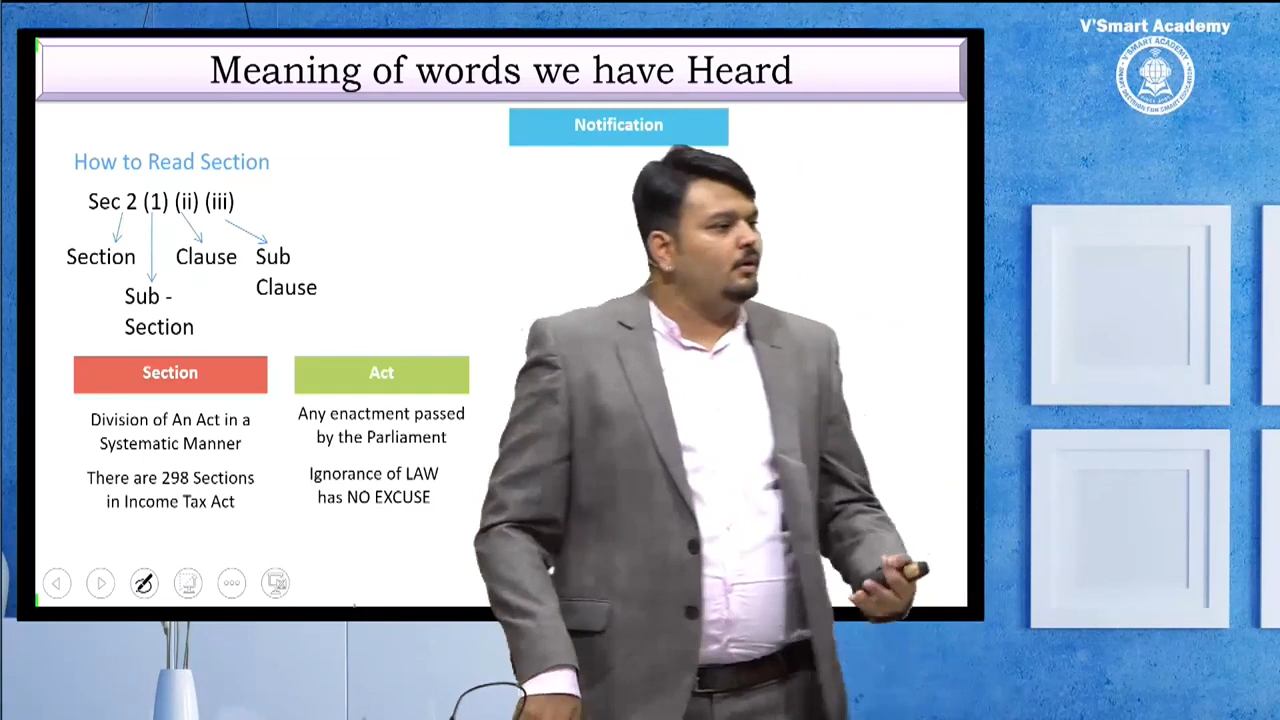 V'Smart Academy
V'SMART ACADEMY
Meaning of words we have Heard
Notification
How to Read Section
Sec 2 (1) (ii) (iii)
Section
Clause
Sub
Clause
Sub -
Section
Section
Division of An Act in a
Systematic Manner
There are 298 Sections
in Income Tax Act
Act
Any enactment passed
by the Parliament
Ignorance of LAW
has NO EXCUSE